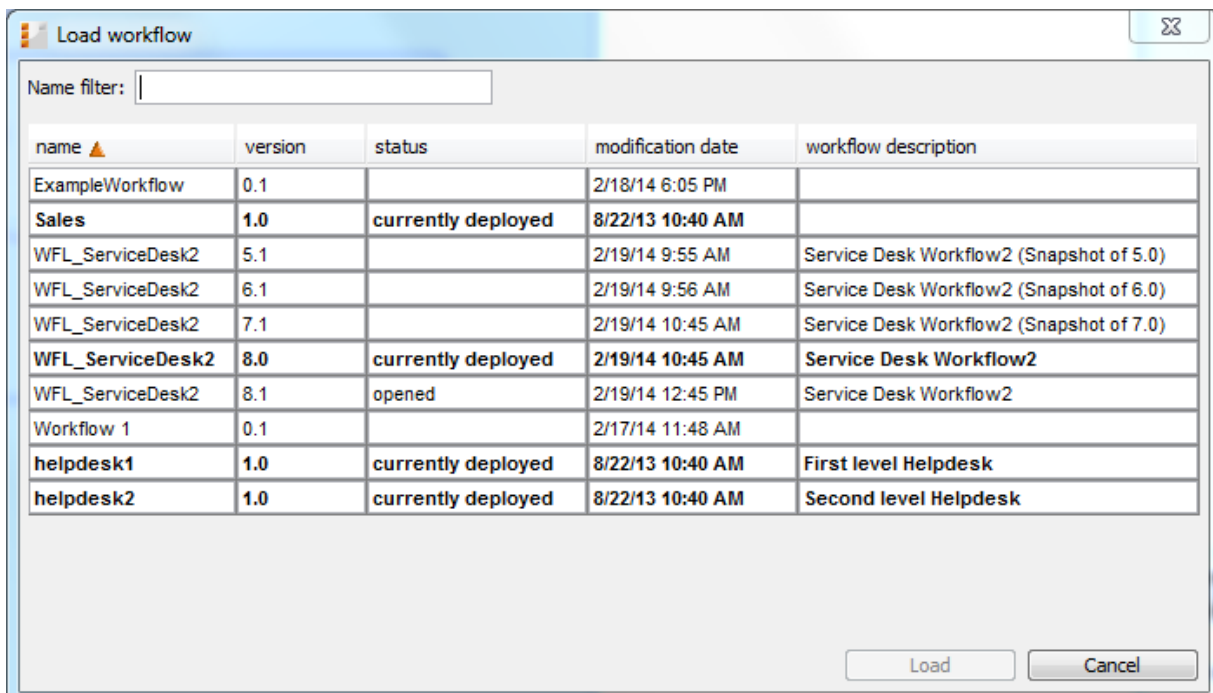 Load workflow
Name filter:
name version status modification date workflow description
ExampleWorkflow 0.1 2/18/14 6:05 PM
Sales 1.0 currently deployed 8/22/13 10:40 AM
WFL_ServiceDesk2 5.1 2/19/14 9:55 AM Service Desk Workflow2 (Snapshot of 5.0)
WFL_ServiceDesk2 6.1 2/19/14 9:56 AM Service Desk Workflow2 (Snapshot of 6.0)
WFL_ServiceDesk2 7.1 2/19/14 10:45 AM Service Desk Workflow2 (Snapshot of 7.0)
WFL_ServiceDesk2 8.0 currently deployed 2/19/14 10:45 AM Service Desk Workflow2
WFL_ServiceDesk2 8.1 opened 2/19/14 12:45 PM Service Desk Workflow2
Workflow 1 0.1 2/17/14 11:48 AM
helpdesk1 1.0 currently deployed 8/22/13 10:40 AM First level Helpdesk
helpdesk2 1.0 currently deployed 8/22/13 10:40 AM Second level Helpdesk
Load Cancel